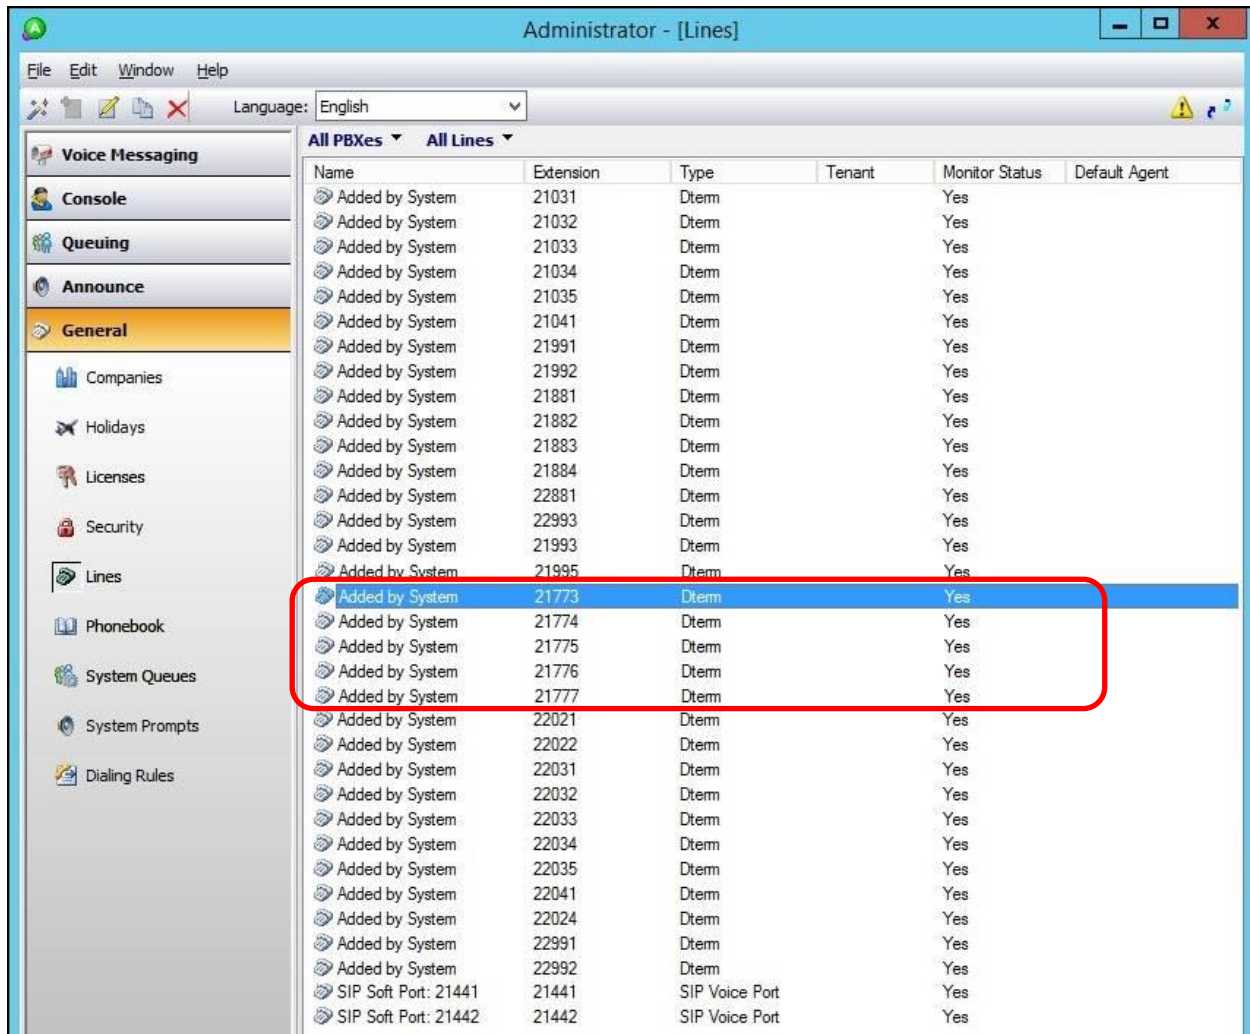 Administrator - [Lines]
File Edit Window Help
Language: English
All PBXes All Lines
Voice Messaging
Console
Queuing
Announce
General
Companies
Holidays
Licenses
Security
Lines
Phonebook
System Queues
System Prompts
Dialing Rules
Name Extension Type Tenant Monitor Status Default Agent
Added by System 21031 Dterm Yes
Added by System 21032 Dterm Yes
Added by System 21033 Dterm Yes
Added by System 21034 Dterm Yes
Added by System 21035 Dterm Yes
Added by System 21041 Dterm Yes
Added by System 21991 Dterm Yes
Added by System 21992 Dterm Yes
Added by System 21881 Dterm Yes
Added by System 21882 Dterm Yes
Added by System 21883 Dterm Yes
Added by System 21884 Dterm Yes
Added by System 22881 Dterm Yes
Added by System 22993 Dterm Yes
Added by System 21993 Dterm Yes
Added by System 21995 Dterm Yes
Added by System 21773 Dterm Yes
Added by System 21774 Dterm Yes
Added by System 21775 Dterm Yes
Added by System 21776 Dterm Yes
Added by System 21777 Dterm Yes
Added by System 22021 Dterm Yes
Added by System 22022 Dterm Yes
Added by System 22031 Dterm Yes
Added by System 22032 Dterm Yes
Added by System 22033 Dterm Yes
Added by System 22034 Dterm Yes
Added by System 22035 Dterm Yes
Added by System 22041 Dterm Yes
Added by System 22024 Dterm Yes
Added by System 22991 Dterm Yes
Added by System 22992 Dterm Yes
SIP Soft Port: 21441 21441 SIP Voice Port Yes
SIP Soft Port: 21442 21442 SIP Voice Port Yes